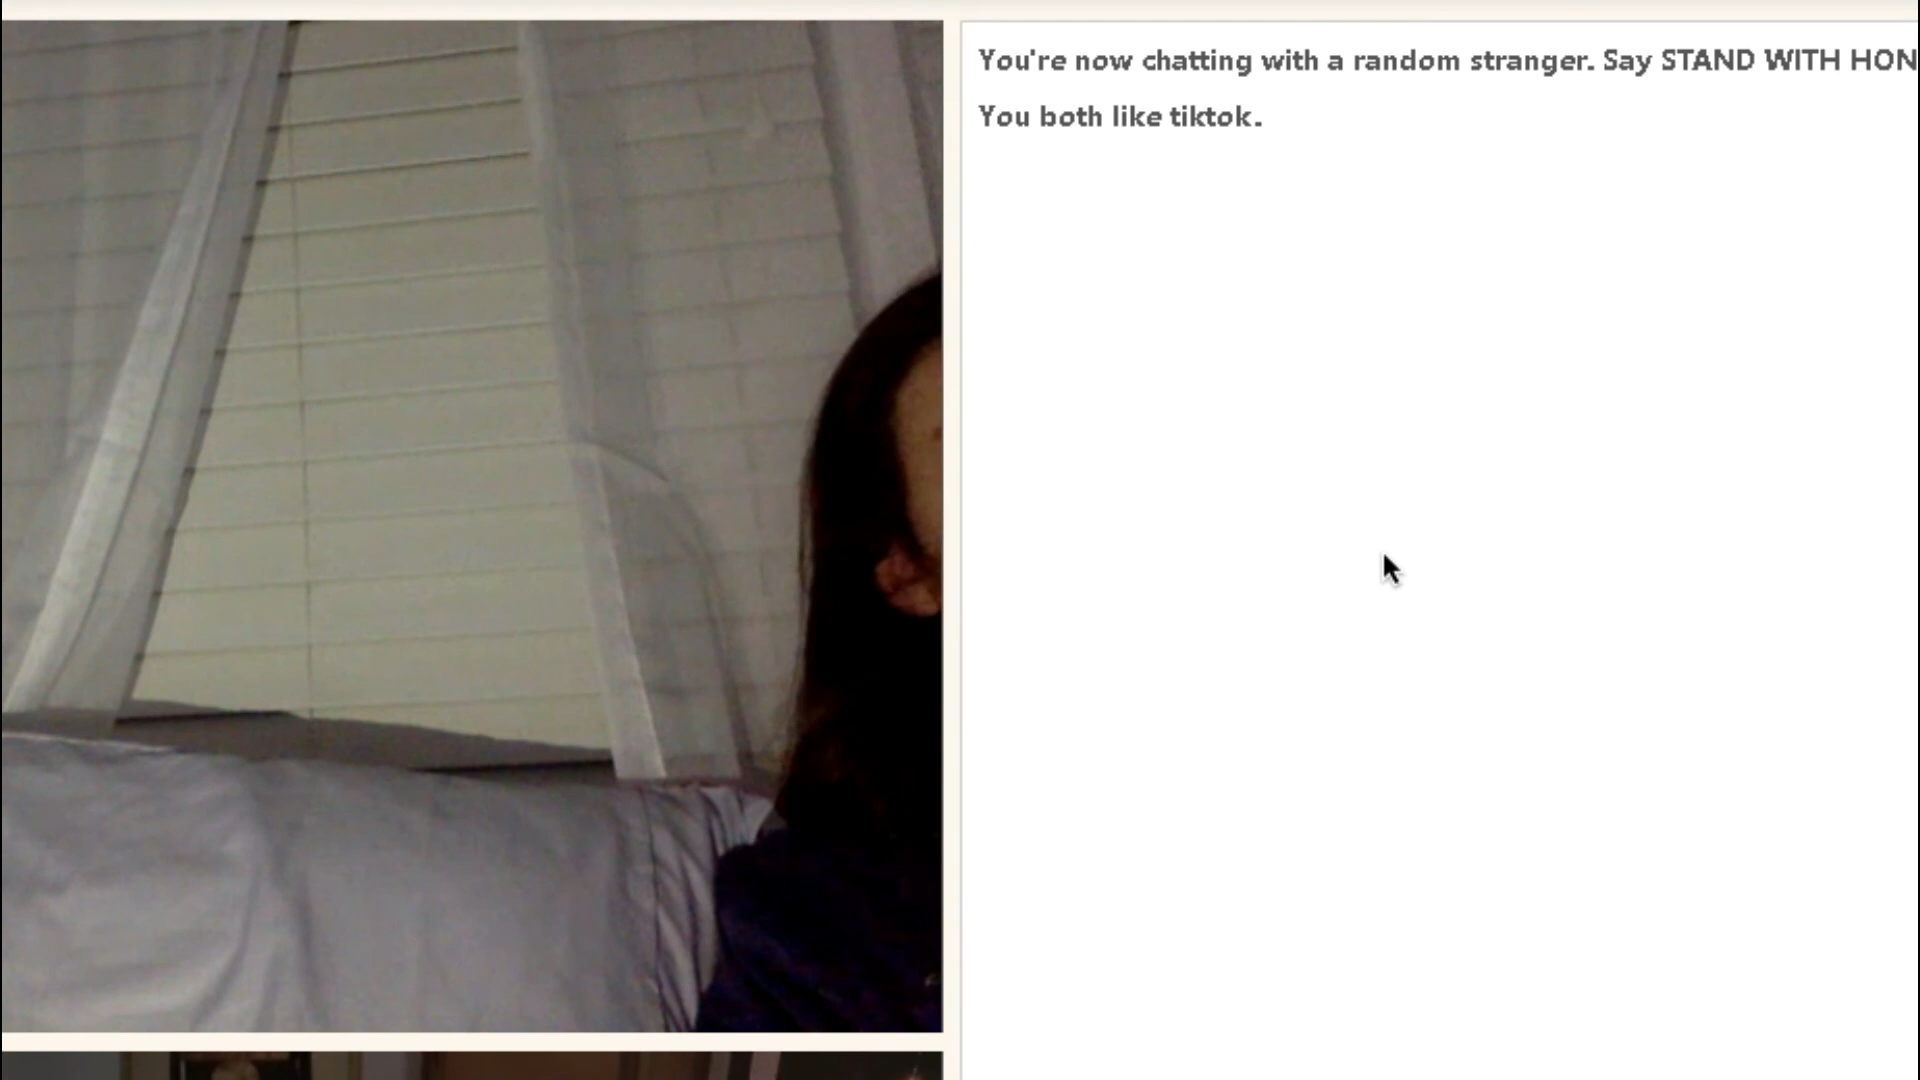 You're now chatting with a random stranger. Say STAND WITH HON
You both like tiktok.